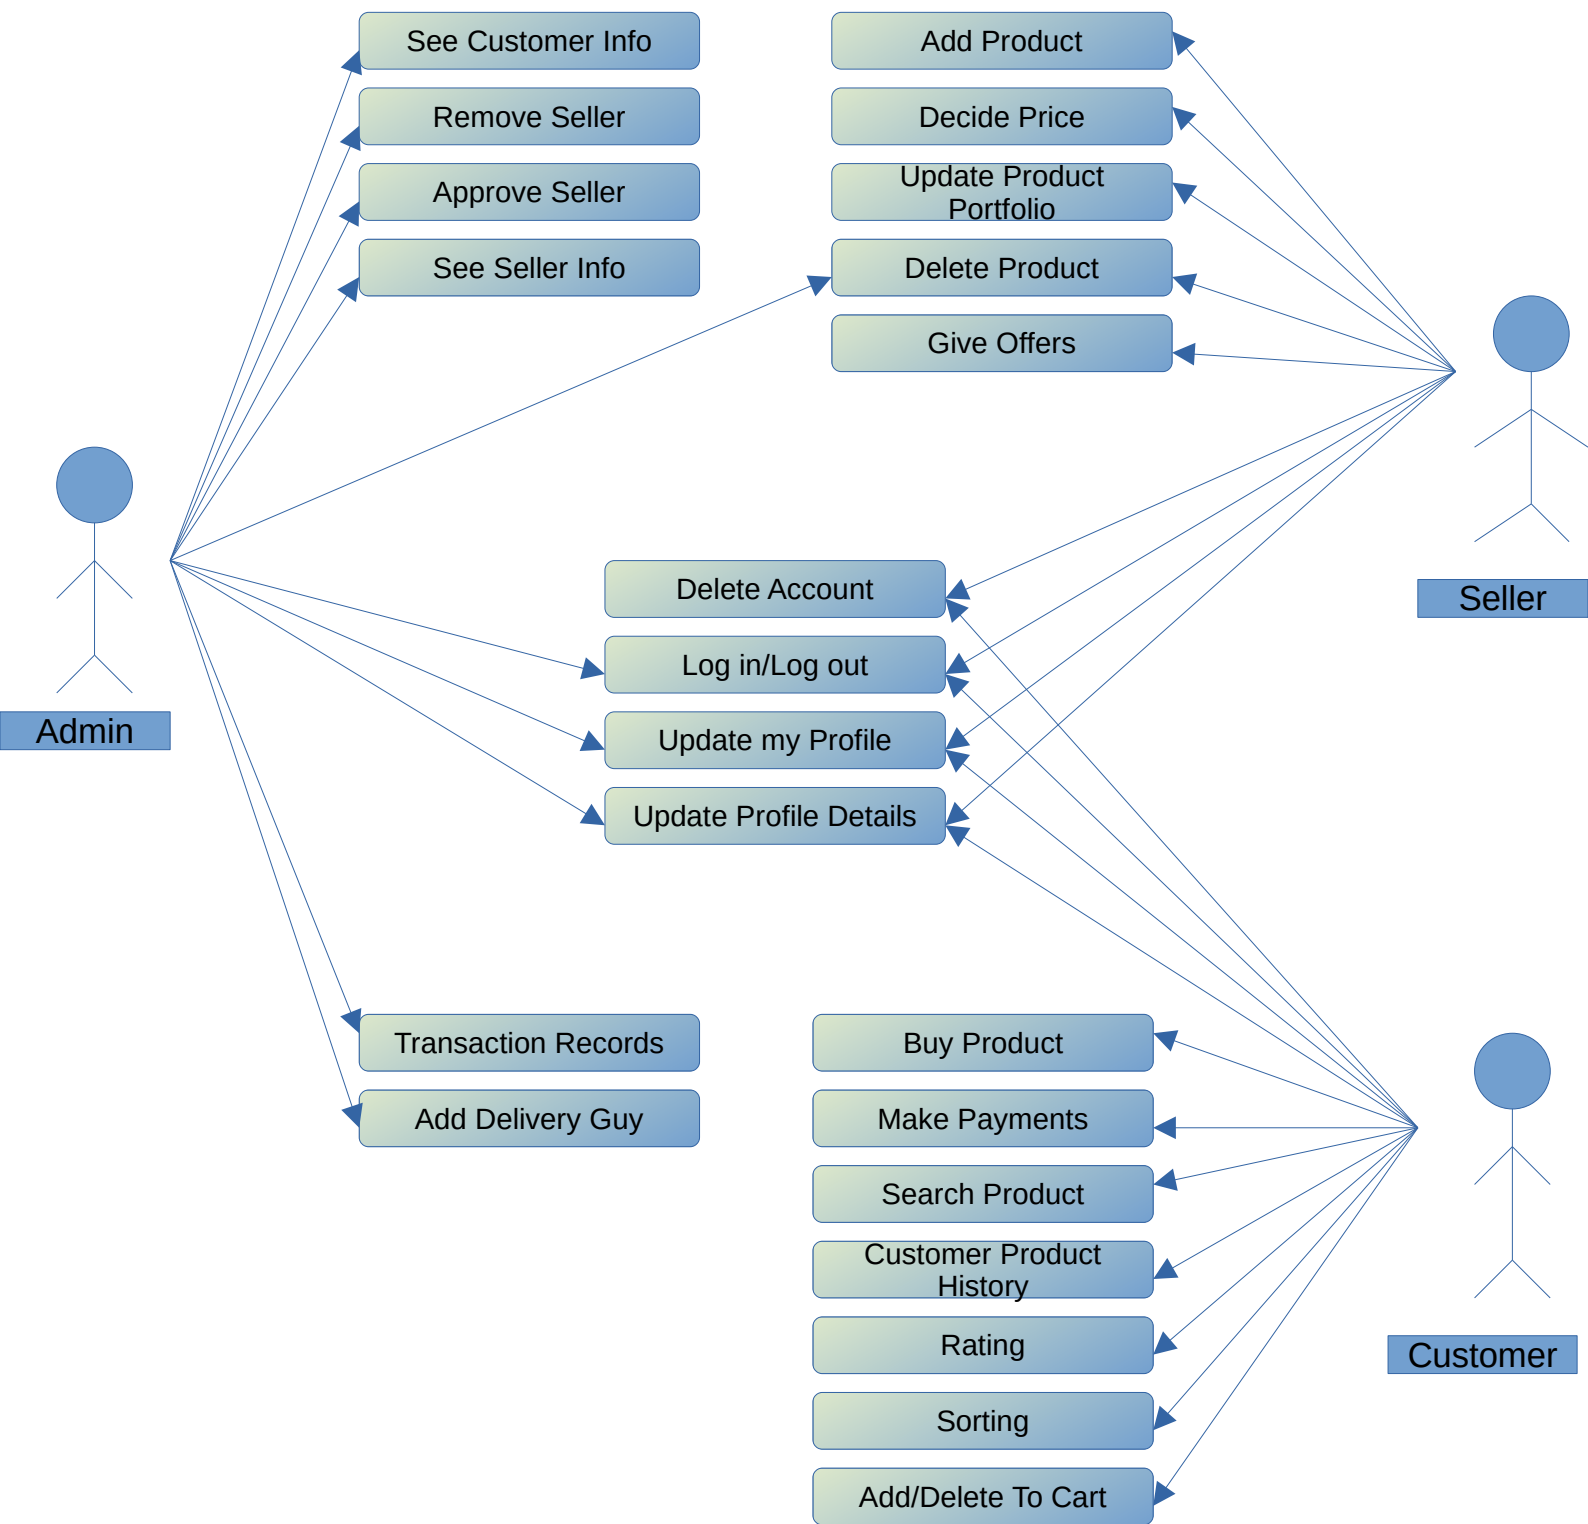 See Customer Info
Remove Seller
Approve Seller
See Seller Info
Add Product
Decide Price
Update Product
Portfolio
Delete Product
Give Offers
Seller
Admin
Delete Account
Log in/Log out
Update my Profile
Update Profile Details
Transaction Records
Add Delivery Guy
Buy Product
Make Payments
Search Product
Customer Product
History
Rating
Sorting
Add/Delete To Cart
Customer